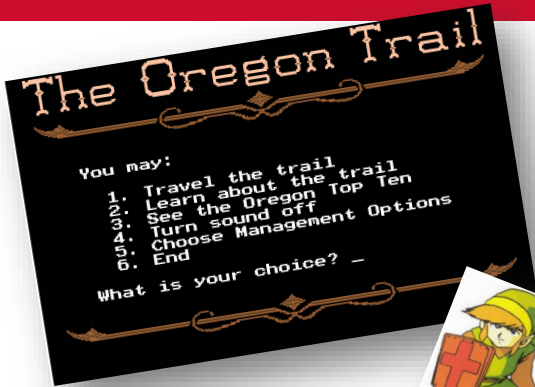 The Oregon Trail
You may:
1. Travel the trail
2. Learn about the trail
3. See the Oregon Top Ten
4. Turn sound off
5. Choose Management Options
6. End
What is your choice? _